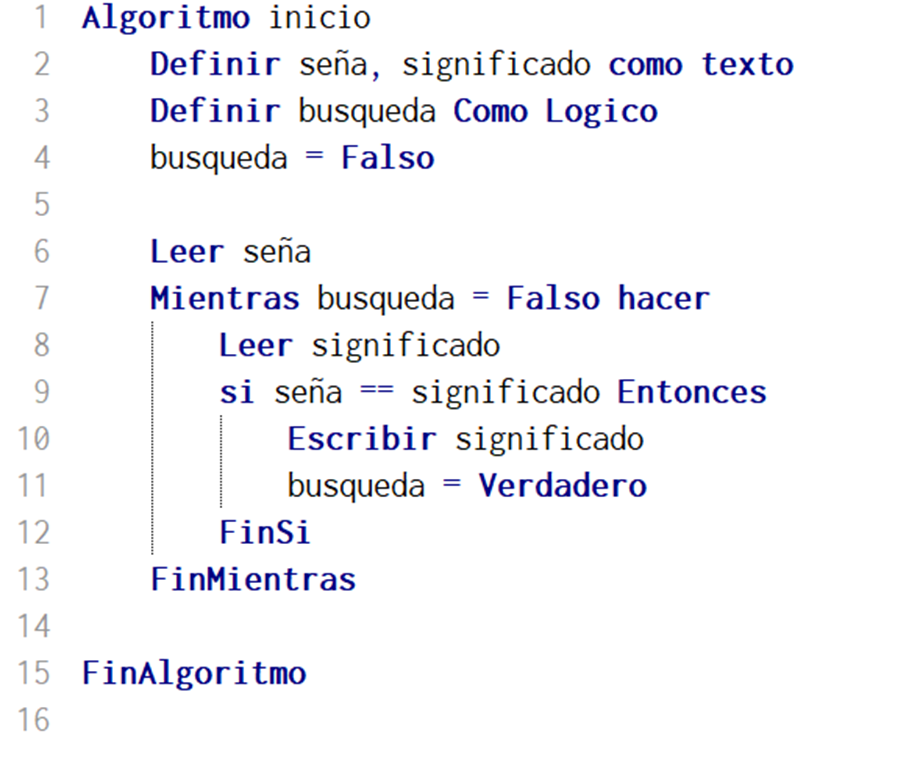 1 Algoritmo inicio
2 Definir seña, significado como texto
3 Definir busqueda Como Logico
4 busqueda = Falso
5
6 Leer seña
7 Mientras busqueda = Falso hacer
8 Leer significado
9 si seña == significado Entonces
10 Escribir significado
11 busqueda = Verdadero
12 FinSi
13 FinMientras
14
15 FinAlgoritmo
16